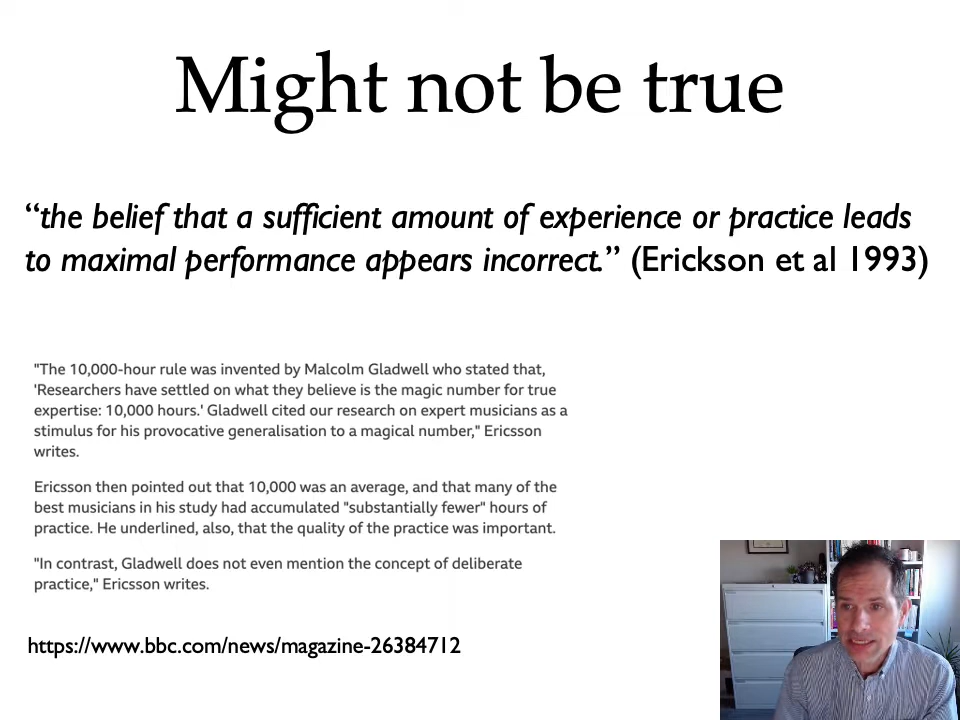 Might not be true
“the belief that a sufficient amount of experience or practice leads
to maximal performance appears incorrect.” (Erickson et al 1993)
"The 10,000-hour rule was invented by Malcolm Gladwell who stated that,
'Researchers have settled on what they believe is the magic number for true
expertise: 10,000 hours.' Gladwell cited our research on expert musicians as a
stimulus for his provocative generalisation to a magical number," Ericsson
writes.
Ericsson then pointed out that 10,000 was an average, and that many of the
best musicians in his study had accumulated "substantially fewer" hours of
practice. He underlined, also, that the quality of the practice was important.
"In contrast, Gladwell does not even mention the concept of deliberate
practice," Ericsson writes.
https://www.bbc.com/news/magazine-26384712